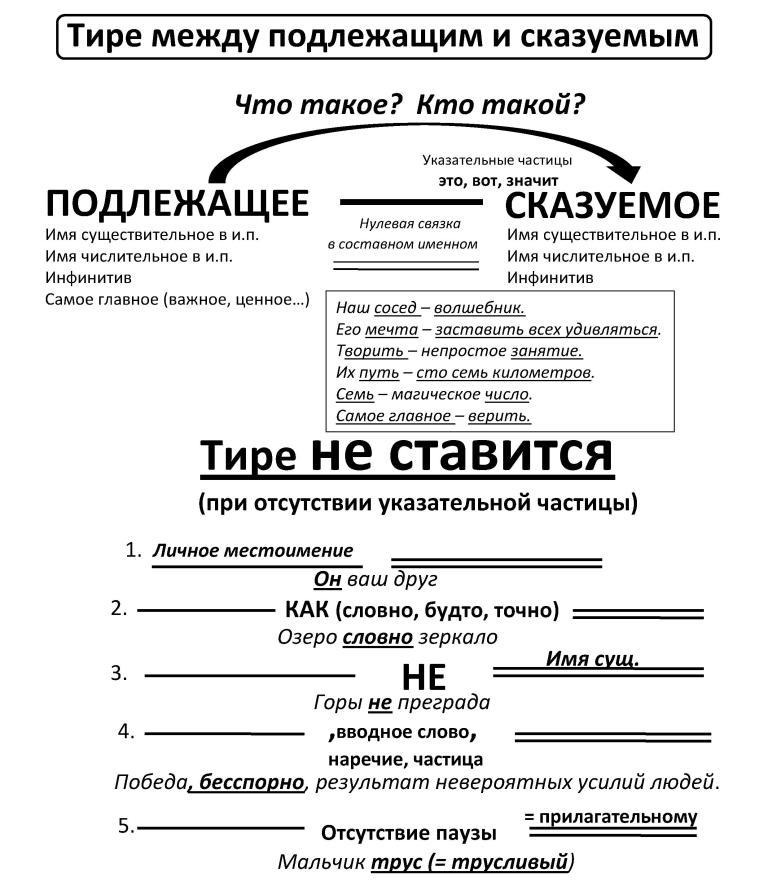 Тире между подлежащим и сказуемым
Что такое? Кто такой?
Указательные частицы
это, вот, значит
ПОДЛЕЖАЩЕЕ
СКАЗУЕМОЕ
Нулевая связка
в составном именном
Имя существительное в и.п.
Имя числительное в и.п.
Инфинитив
Самое главное (важное, ценное…)
Имя существительное в и.п.
Имя числительное в и.п.
Инфинитив
Наш сосед – волшебник.
Его мечта – заставить всех удивляться.
Творить – непростое занятие.
Их путь – сто семь километров.
Семь – магическое число.
Самое главное – верить.
Тире не ставится
(при отсутствии указательной частицы)
1. Личное местоимение
Он ваш друг
2. КАК (словно, будто, точно)
Озеро словно зеркало
3. НЕ Имя сущ.
Горы не преграда
4. ,вводное слово,
наречие, частица
Победа, бесспорно, результат невероятных усилий людей.
5. Отсутствие паузы = прилагательному
Мальчик трус (= трусливый)